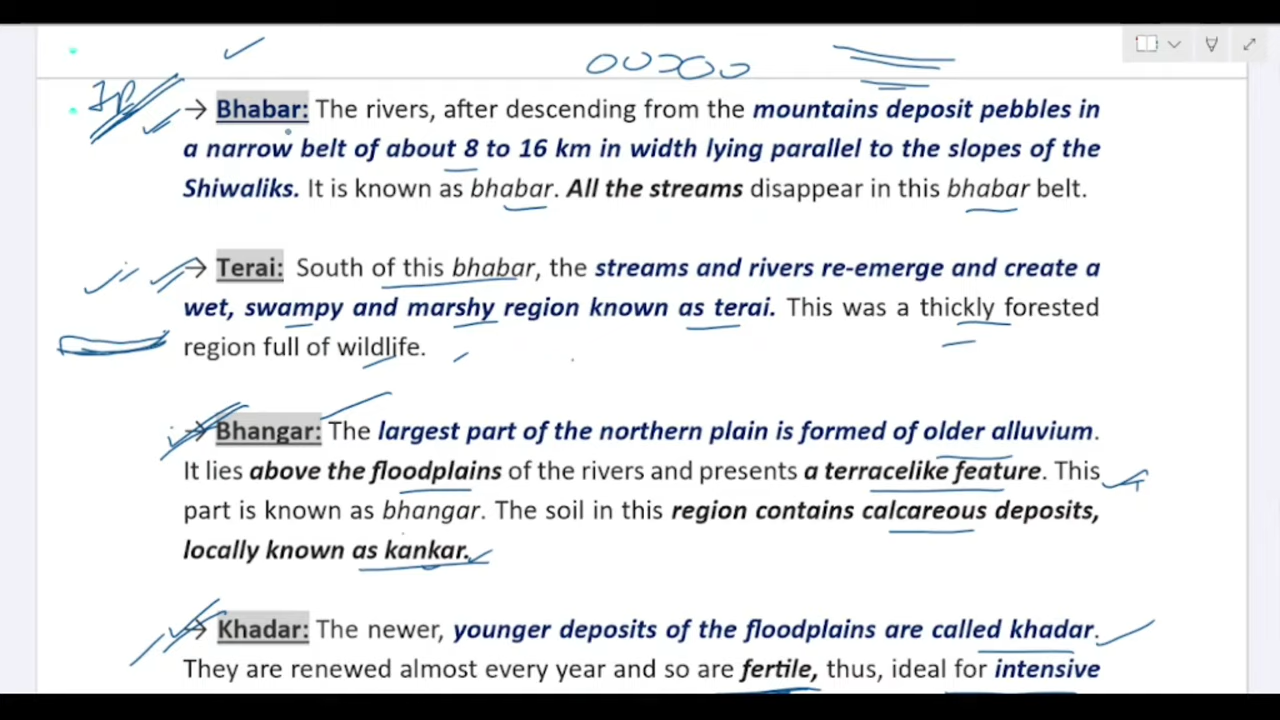 Imp
→ Bhabar: The rivers, after descending from the mountains deposit pebbles in
a narrow belt of about 8 to 16 km in width lying parallel to the slopes of the
Shiwaliks. It is known as bhabar. All the streams disappear in this bhabar belt.
→ Terai: South of this bhabar, the streams and rivers re-emerge and create a
wet, swampy and marshy region known as terai. This was a thickly forested
region full of wildlife.
→ Bhangar: The largest part of the northern plain is formed of older alluvium.
It lies above the floodplains of the rivers and presents a terracelike feature. This
part is known as bhangar. The soil in this region contains calcareous deposits,
locally known as kankar.
→ Khadar: The newer, younger deposits of the floodplains are called khadar.
They are renewed almost every year and so are fertile, thus, ideal for intensive